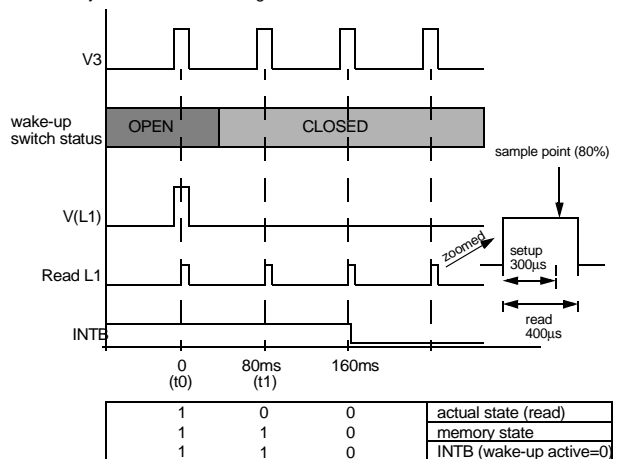 V3
wake-up
switch status
OPEN
CLOSED
sample point (80%)
V(L1)
zoomed
setup
300µs
Read L1
read
400µs
INTB
0
(t0)
80ms
(t1)
160ms
1 0 0 actual state (read)
1 1 0 memory state
1 1 0 INTB (wake-up active=0)